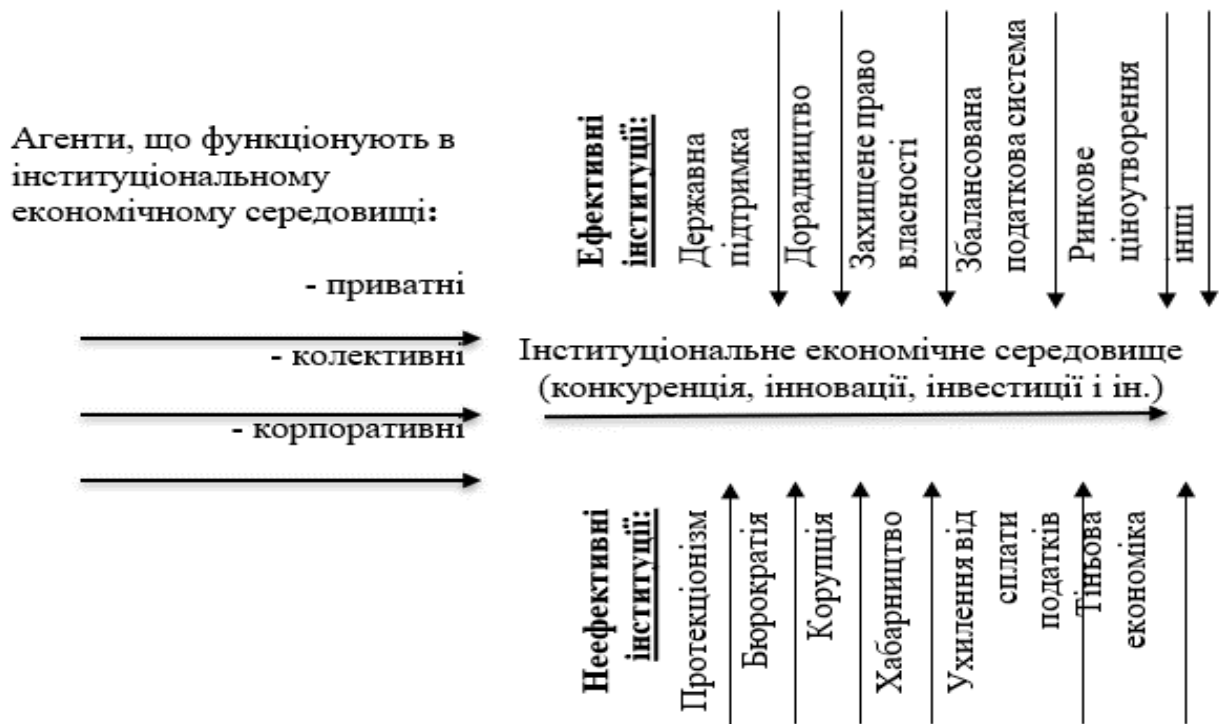 Агенти, що функціонують в
інституціональному
економічному середовищі:
- приватні
- колективні
- корпоративні
Ефективні
інституції:
Державна
підтримка
Дорадництво
Захищене право
власності
Збалансована
податкова система
Ринкове
ціноутворення
інші
Інституціональне економічне середовище
(конкуренція, інновації, інвестиції і ін.)
Неефективні
інституції:
Протекціонізм
Бюрократія
Корупція
Хабарництво
Ухилення від
сплати
податків
Тіньова
економіка